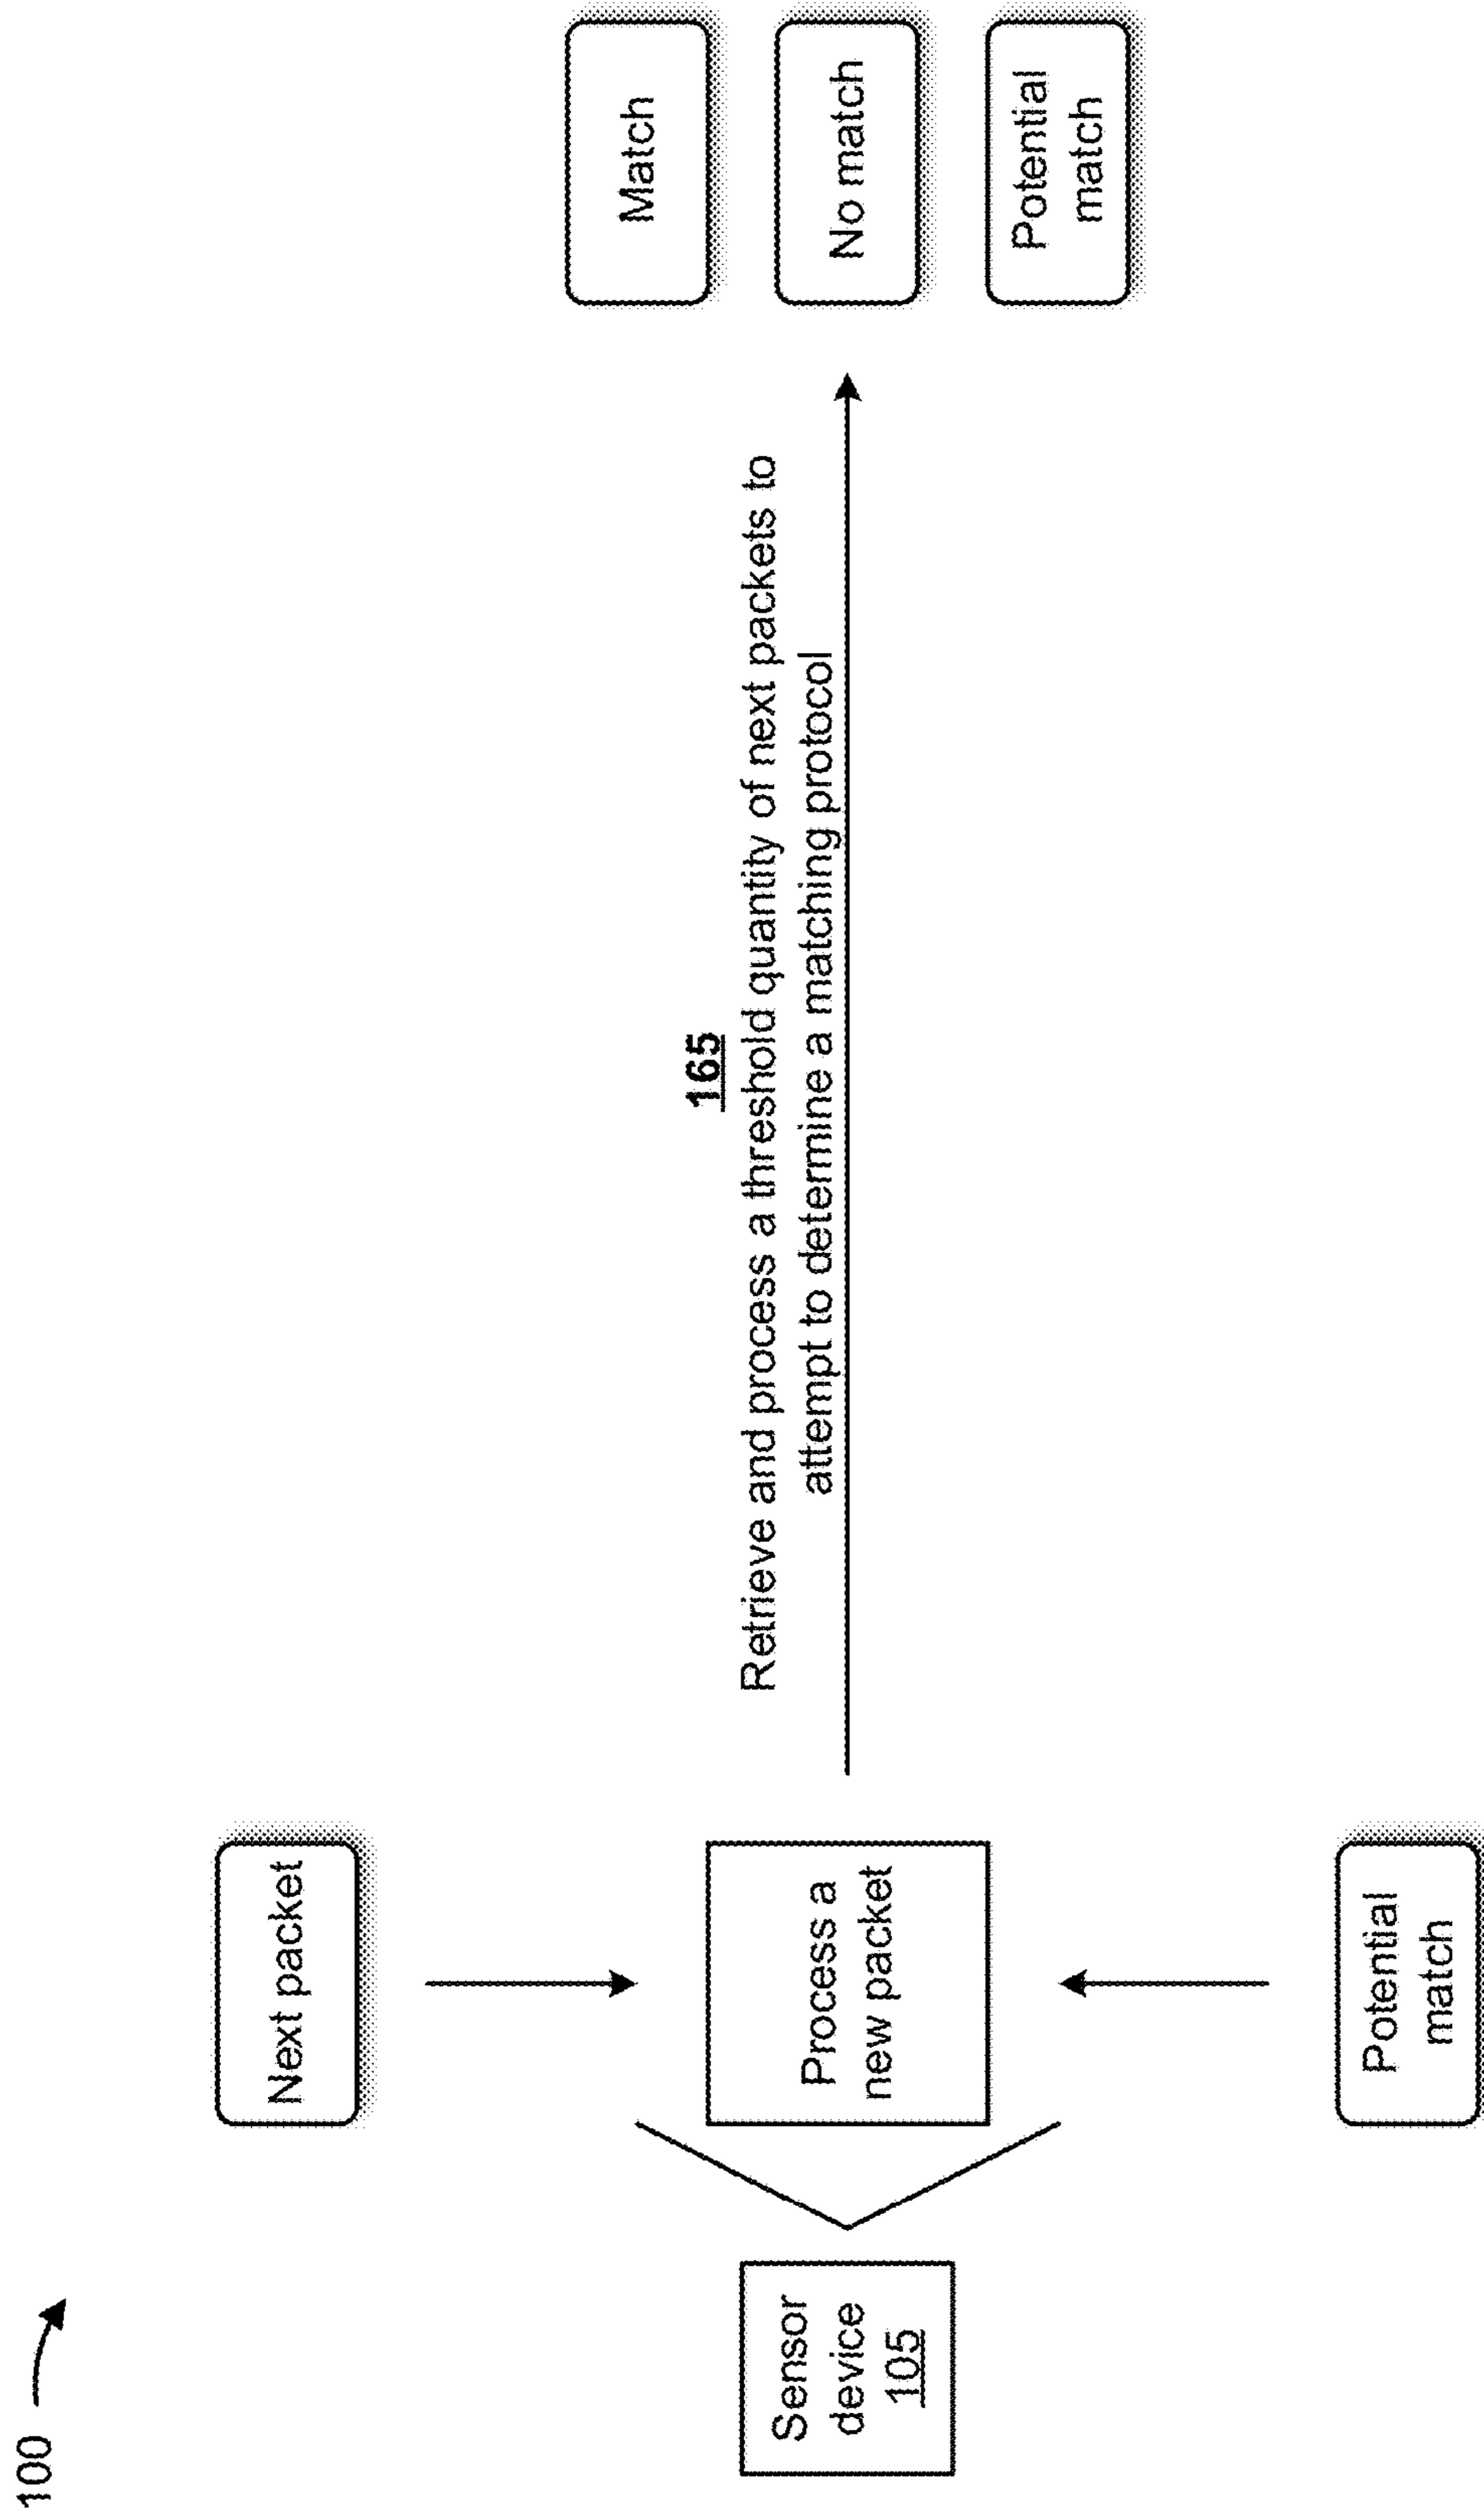 100
Next packet
Sensor
device
105
Process a
new packet
Potential
match
165
Retrieve and process a threshold quantity of next packets to
attempt to determine a matching protocol
Match
No match
Potential
match